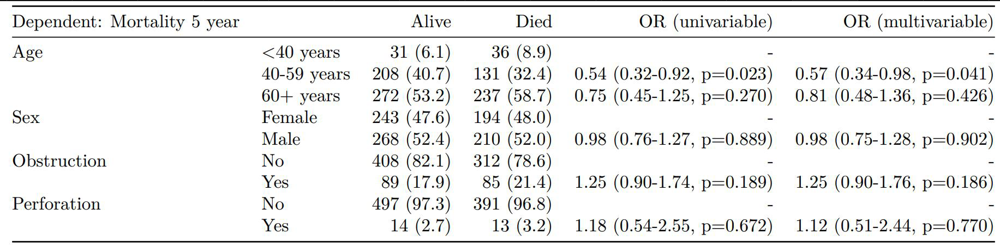 Dependent: Mortality 5 year Alive Died OR (univariable) OR (multivariable)
Age <40 years 31 (6.1) 36 (8.9) - -
40-59 years 208 (40.7) 131 (32.4) 0.54 (0.32-0.92, p=0.023) 0.57 (0.34-0.98, p=0.041)
60+ years 272 (53.2) 237 (58.7) 0.75 (0.45-1.25, p=0.270) 0.81 (0.48-1.36, p=0.426)
Sex Female 243 (47.6) 194 (48.0) - -
Male 268 (52.4) 210 (52.0) 0.98 (0.76-1.27, p=0.889) 0.98 (0.75-1.28, p=0.902)
Obstruction No 408 (82.1) 312 (78.6) - -
Yes 89 (17.9) 85 (21.4) 1.25 (0.90-1.74, p=0.189) 1.25 (0.90-1.76, p=0.186)
Perforation No 497 (97.3) 391 (96.8) - -
Yes 14 (2.7) 13 (3.2) 1.18 (0.54-2.55, p=0.672) 1.12 (0.51-2.44, p=0.770)